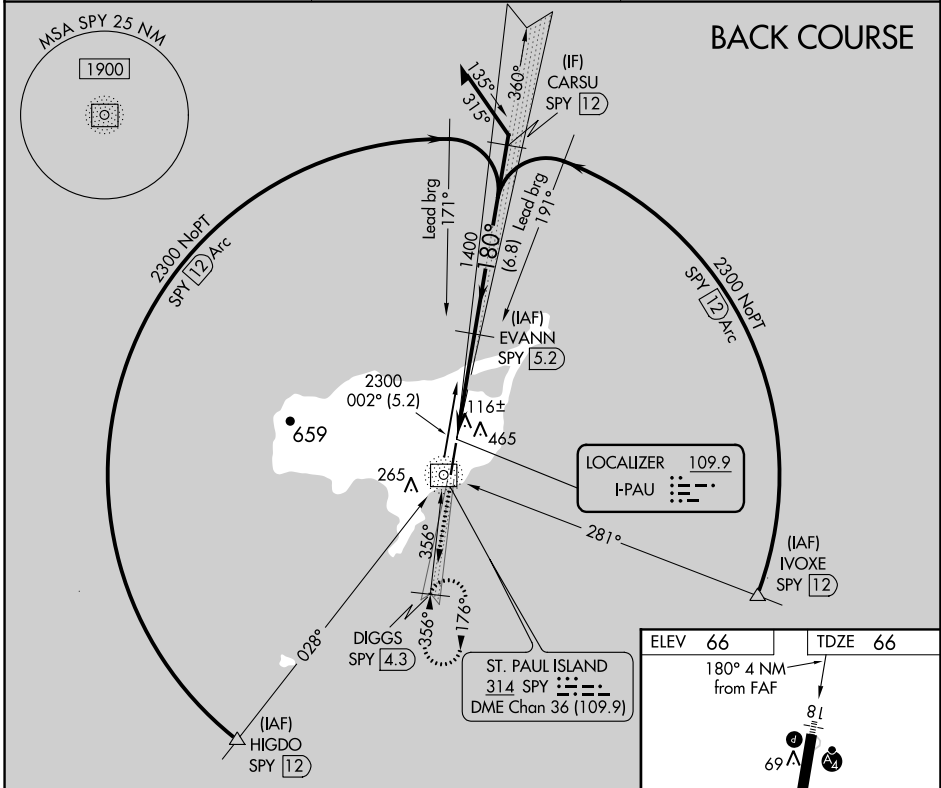 BACK COURSE
MSA SPY 25 NM
1900
135°
315°
360°
(IF)
CARSU
SPY 12
Lead brg
171°
1400
180°
(6.8)
Lead brg
191°
2300 NoPT
SPY 12 Arc
2300 NoPT
SPY 12 Arc
(IAF)
EVANN
SPY 5.2
2300
002° (5.2)
116±
465
659
265
LOCALIZER 109.9
I-PAU
281°
(IAF)
IVOXE
SPY 12
356°
028°
DIGGS
SPY 4.3
356°
176°
ST. PAUL ISLAND
314 SPY
DME Chan 36 (109.9)
(IAF)
HIGDO
SPY 12
ELEV 66
TDZE 66
180° 4 NM
from FAF
18
P
69
A4